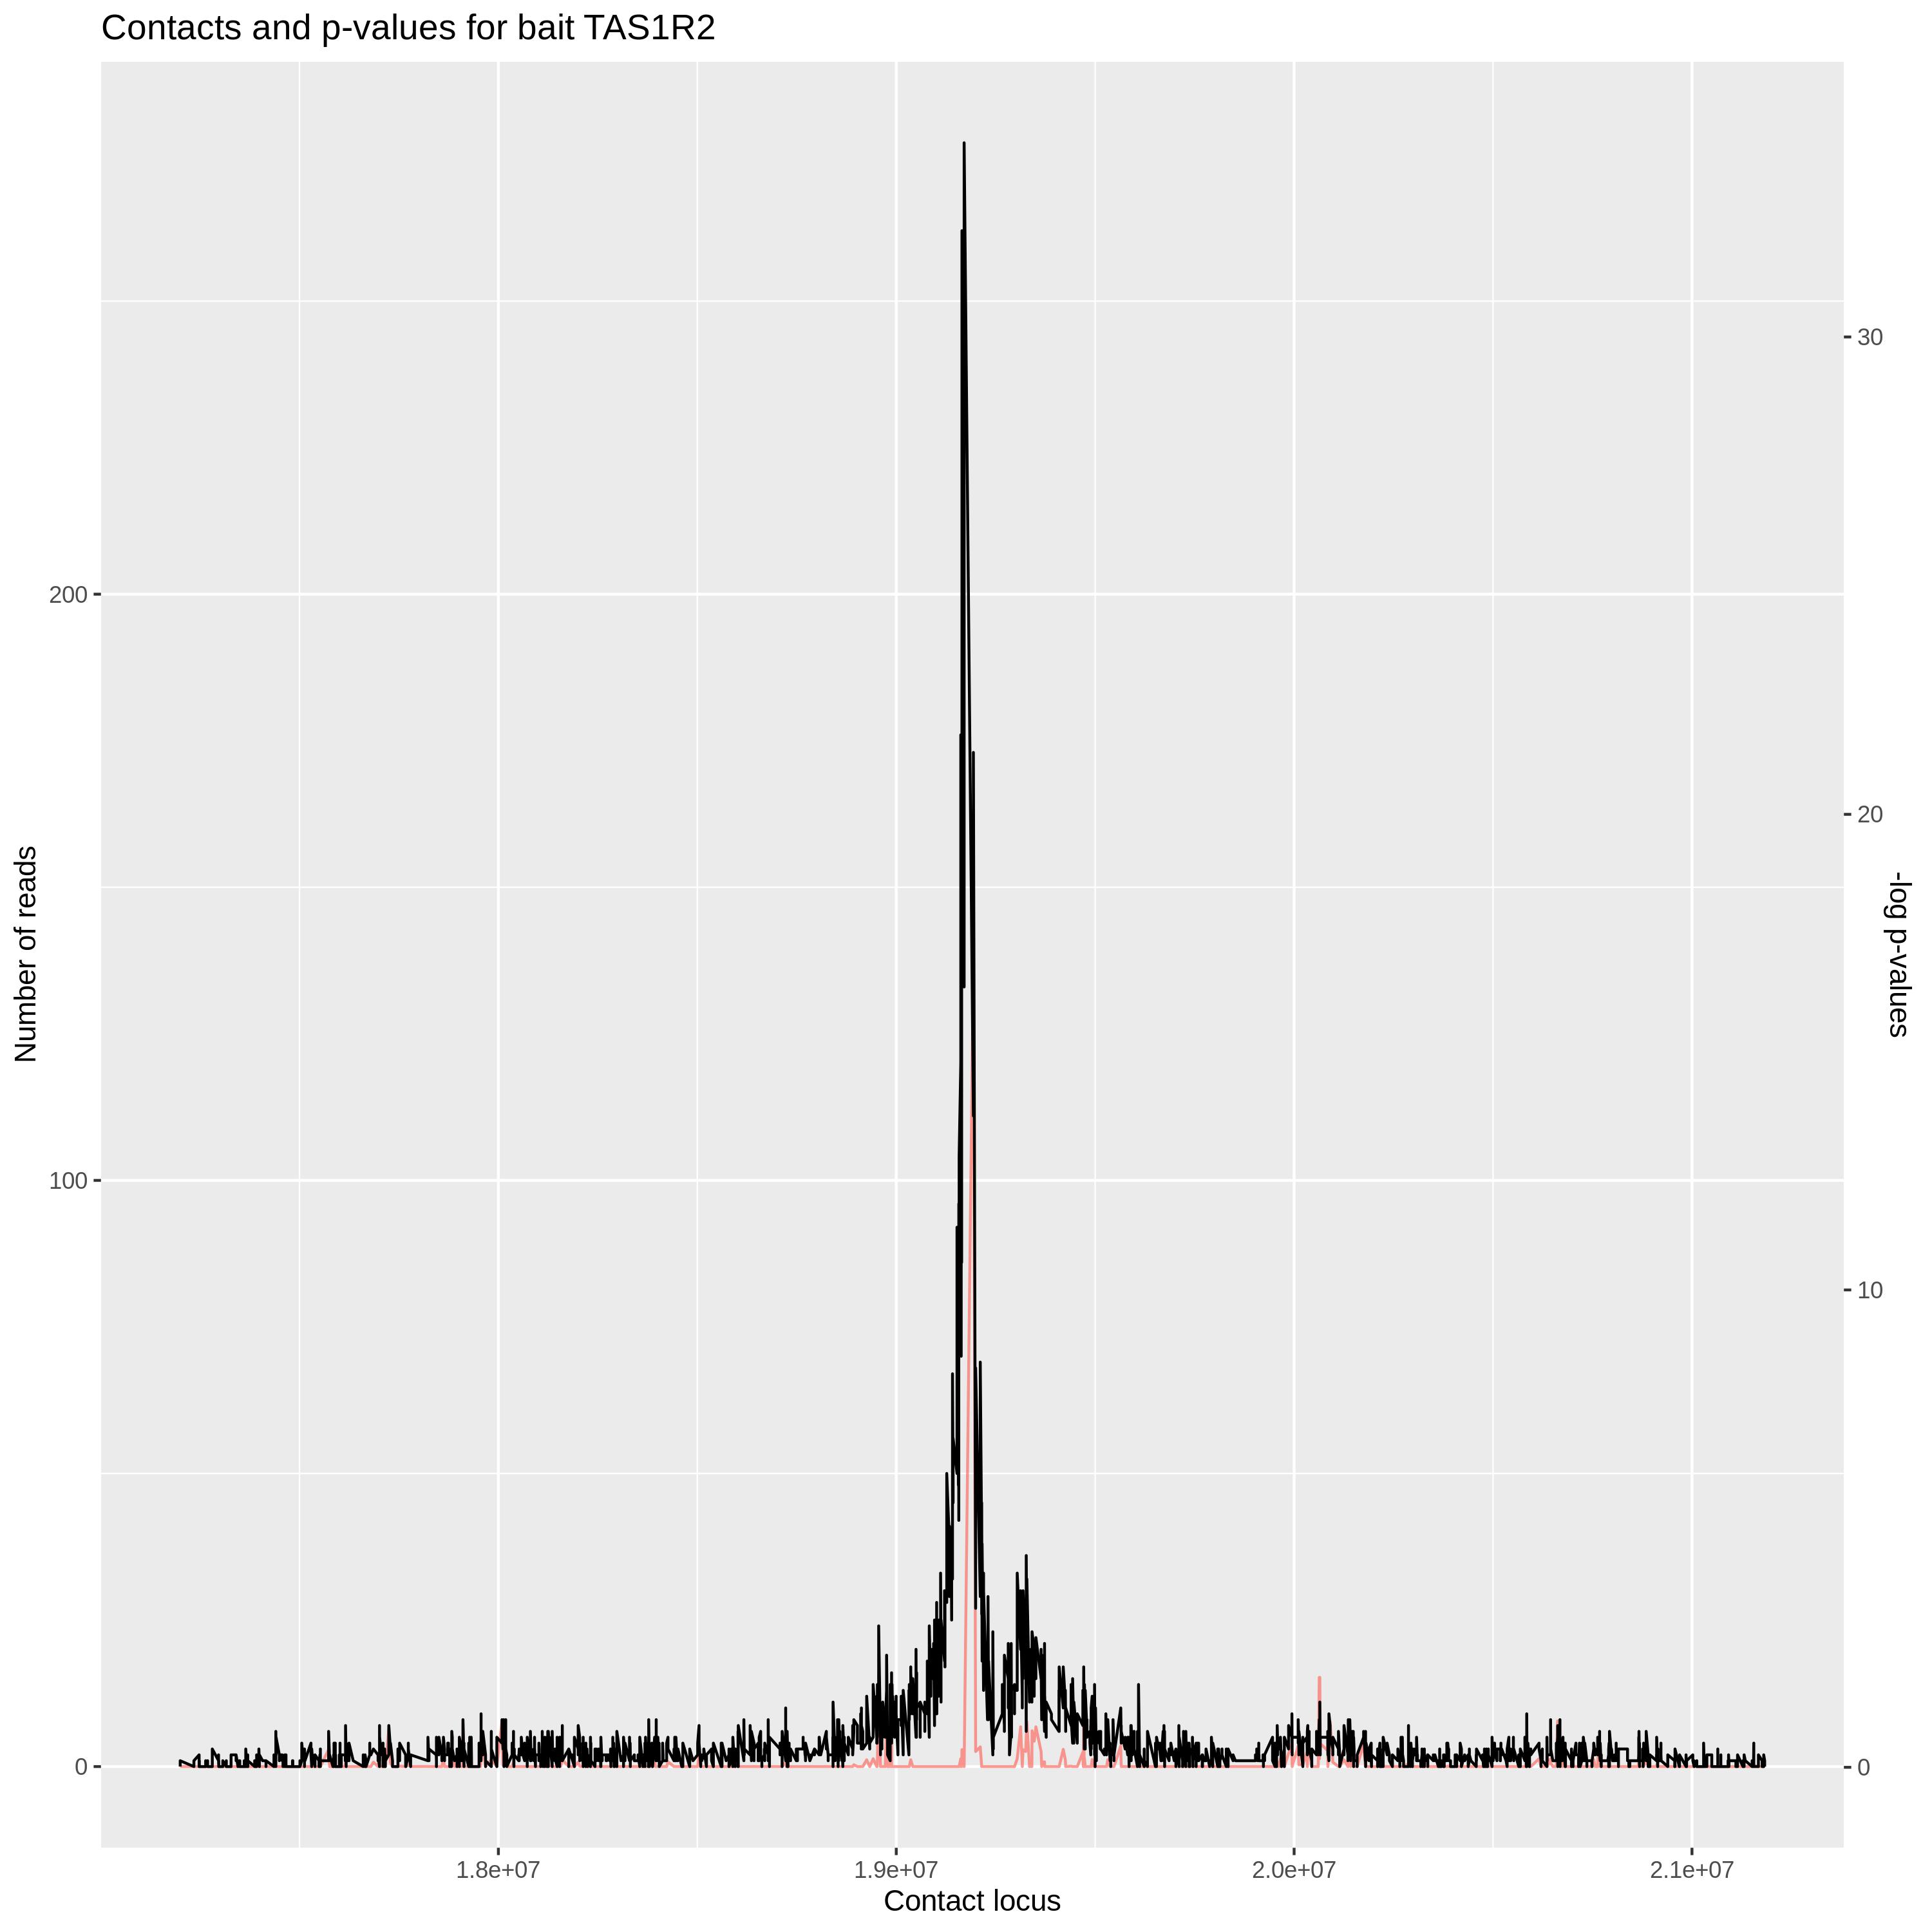 Contacts and p-values for bait TAS1R2
Number of reads
200
100
0
30
20
10
0
-log p-values
1.8e+07
1.9e+07
2.0e+07
2.1e+07
Contact locus